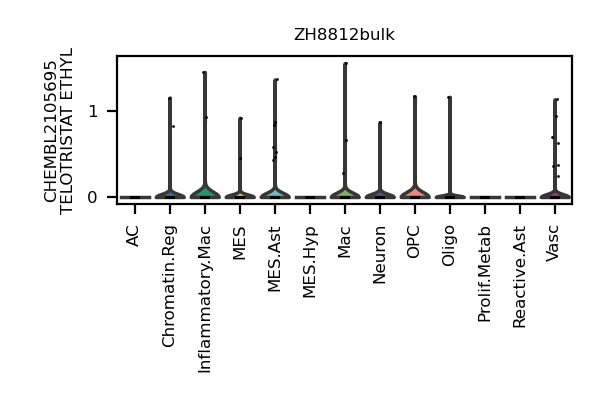 ZH8812bulk
CHEMBL2105695
TELOTRISTAT ETHYL
1
0
AC
Chromatin.Reg
Inflammatory.Mac
MES
MES.Ast
MES.Hyp
Mac
Neuron
OPC
Oligo
Prolif.Metab
Reactive.Ast
Vasc